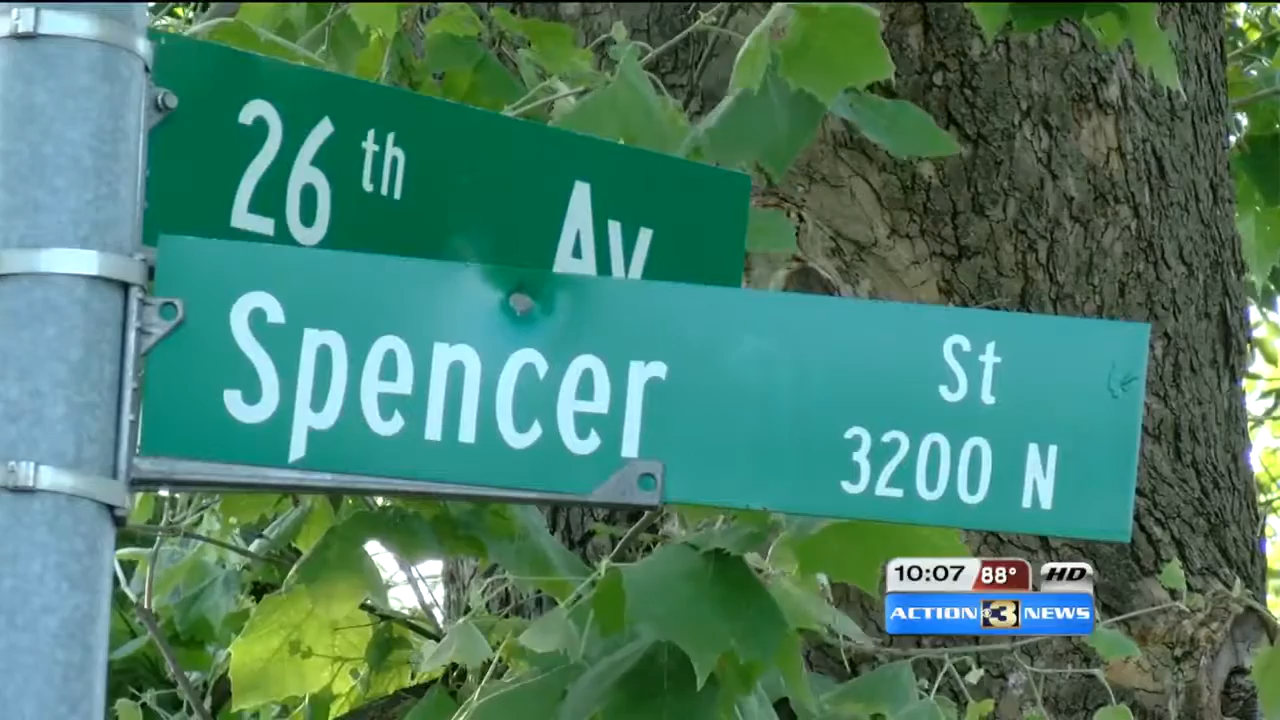 26th Av
Spencer St
3200 N
10:07 88° HD
ACTION 3 NEWS